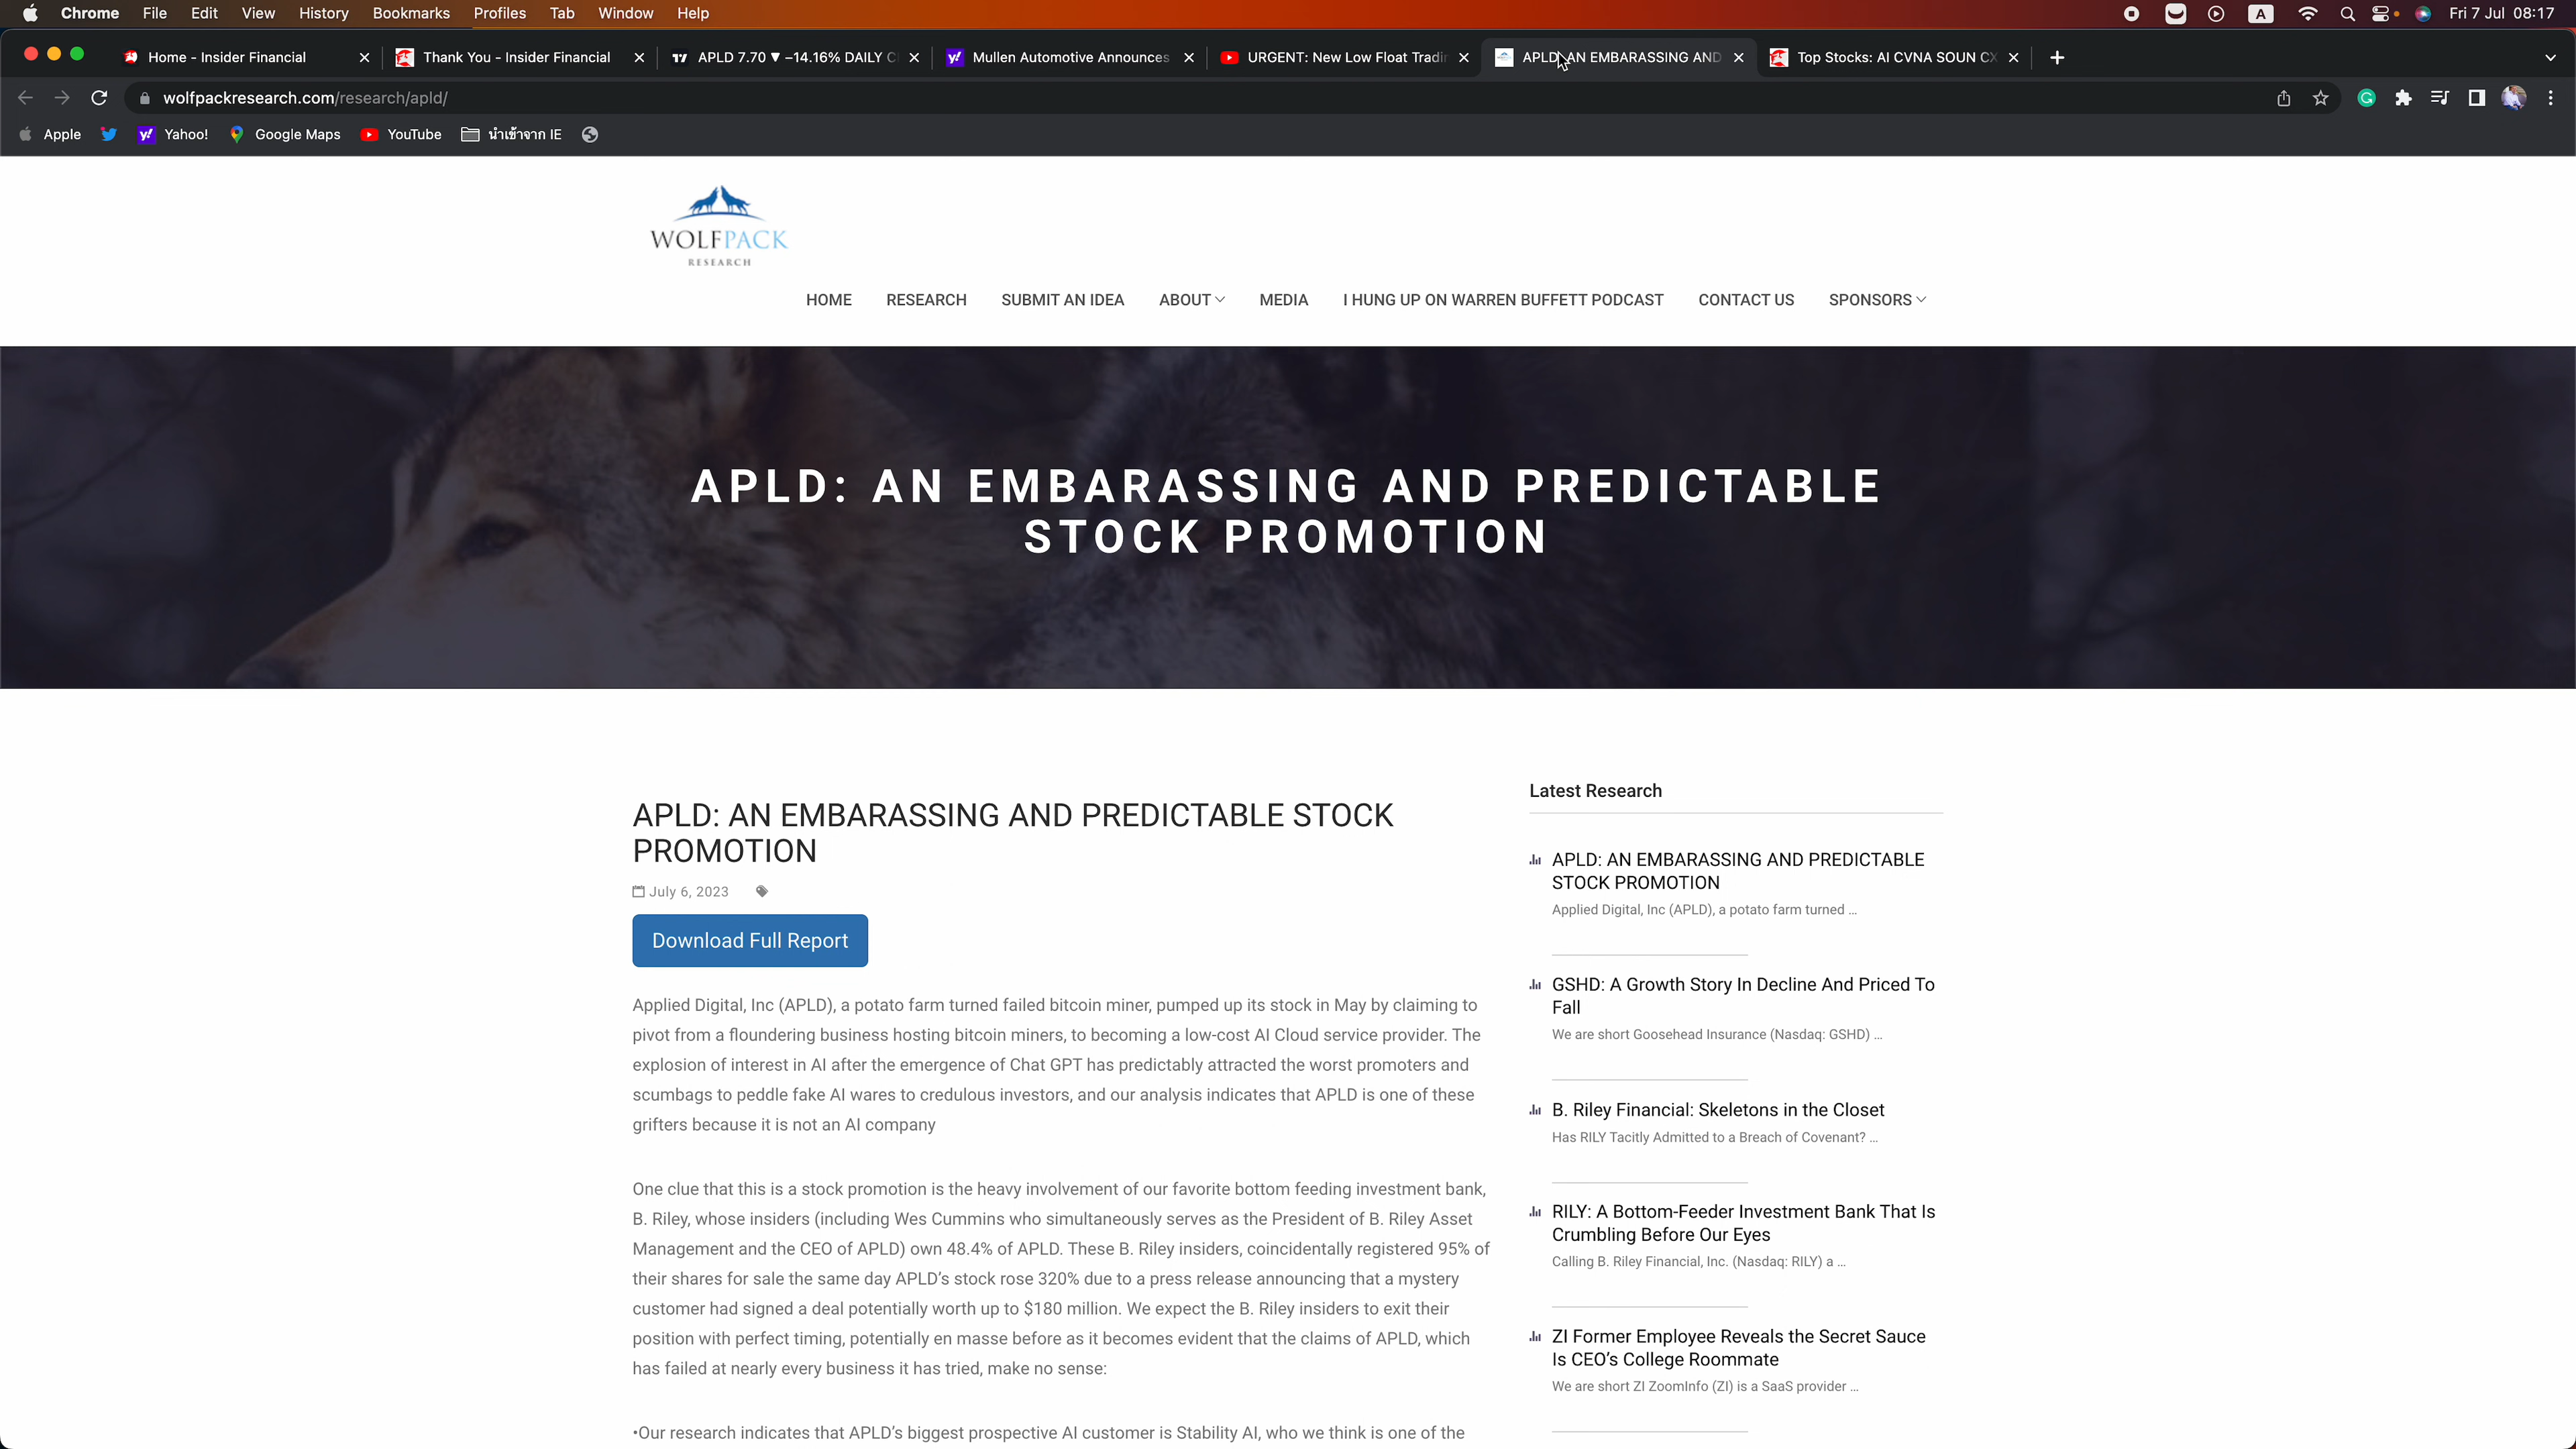 Chrome File Edit View History Bookmarks Profiles Tab Window Help
A Fri 7 Jul 08:17
Home - Insider Financial
Thank You - Insider Financial
APLD 7.70 ▼ −14.16% DAILY C
Mullen Automotive Announces
URGENT: New Low Float Tradi
APLD: AN EMBARASSING AND
Top Stocks: AI CVNA SOUN CX
wolfpackresearch.com/research/apld/
Apple Yahoo! Google Maps YouTube นำเข้าจาก IE
WOLFPACK
RESEARCH
HOME RESEARCH SUBMIT AN IDEA ABOUT MEDIA I HUNG UP ON WARREN BUFFETT PODCAST CONTACT US SPONSORS
APLD: AN EMBARASSING AND PREDICTABLE
STOCK PROMOTION
APLD: AN EMBARASSING AND PREDICTABLE STOCK
PROMOTION
July 6, 2023
Download Full Report
Applied Digital, Inc (APLD), a potato farm turned failed bitcoin miner, pumped up its stock in May by claiming to
pivot from a floundering business hosting bitcoin miners, to becoming a low-cost AI Cloud service provider. The
explosion of interest in AI after the emergence of Chat GPT has predictably attracted the worst promoters and
scumbags to peddle fake AI wares to credulous investors, and our analysis indicates that APLD is one of these
grifters because it is not an AI company
One clue that this is a stock promotion is the heavy involvement of our favorite bottom feeding investment bank,
B. Riley, whose insiders (including Wes Cummins who simultaneously serves as the President of B. Riley Asset
Management and the CEO of APLD) own 48.4% of APLD. These B. Riley insiders, coincidentally registered 95% of
their shares for sale the same day APLD's stock rose 320% due to a press release announcing that a mystery
customer had signed a deal potentially worth up to $180 million. We expect the B. Riley insiders to exit their
position with perfect timing, potentially en masse before as it becomes evident that the claims of APLD, which
has failed at nearly every business it has tried, make no sense:
•Our research indicates that APLD's biggest prospective AI customer is Stability AI, who we think is one of the
Latest Research
APLD: AN EMBARASSING AND PREDICTABLE
STOCK PROMOTION
Applied Digital, Inc (APLD), a potato farm turned ...
GSHD: A Growth Story In Decline And Priced To
Fall
We are short Goosehead Insurance (Nasdaq: GSHD) ...
B. Riley Financial: Skeletons in the Closet
Has RILY Tacitly Admitted to a Breach of Covenant? ...
RILY: A Bottom-Feeder Investment Bank That Is
Crumbling Before Our Eyes
Calling B. Riley Financial, Inc. (Nasdaq: RILY) a ...
ZI Former Employee Reveals the Secret Sauce
Is CEO's College Roommate
We are short ZI ZoomInfo (ZI) is a SaaS provider ...